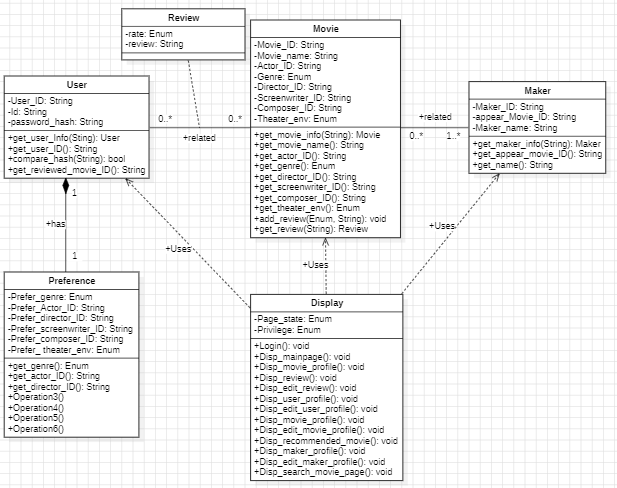 Review
-rate: Enum
-review: String
Movie
-Movie_ID: String
-Movie_name: String
-Actor_ID: String
-Genre: Enum
-Director_ID: String
-Screenwriter_ID: String
-Composer_ID: String
-Theater_env: Enum
+get_movie_info(String): Movie
+get_movie_name(): String
+get_actor_ID(): String
+get_genre(): Enum
+get_director_ID(): String
+get_screenwriter_ID(): String
+get_composer_ID(): String
+get_theater_env(): Enum
+add_review(Enum, String): void
+get_review(String): Review
User
-User_ID: String
-Id: String
-password_hash: String
+get_user_Info(Sting): User
+get_user_ID(): String
+compare_hash(String): bool
+get_reviewed_movie_ID(): String
0..*
0..*
+related
Maker
-Maker_ID: String
-appear_Movie_ID: String
-Maker_name: String
+get_maker_info(String): Maker
+get_appear_movie_ID(): String
+get_name(): String
+related
0..*
1..*
1
+has
1
+Uses
+Uses
+Uses
Preference
-Prefer_genre: Enum
-Prefer_Actor_ID: String
-Prefer_director_ID: String
-Prefer_screenwriter_ID: String
-Prefer_composer_ID: String
-Prefer_ theater_env: Enum
+get_genre(): Enum
+get_actor_ID(): String
+get_director_ID(): String
+Operation3()
+Operation4()
+Operation5()
+Operation6()
Display
-Page_state: Enum
-Privilege: Enum
+Login(): void
+Disp_mainpage(): void
+Disp_movie_profile(): void
+Disp_review(): void
+Disp_edit_review(): void
+Disp_user_profile(): void
+Disp_edit_user_profile(): void
+Disp_movie_profile(): void
+Disp_edit_movie_profile(): void
+Disp_recommended_movie(): void
+Disp_maker_profile(): void
+Disp_edit_maker_profile(): void
+Disp_search_movie_page(): void